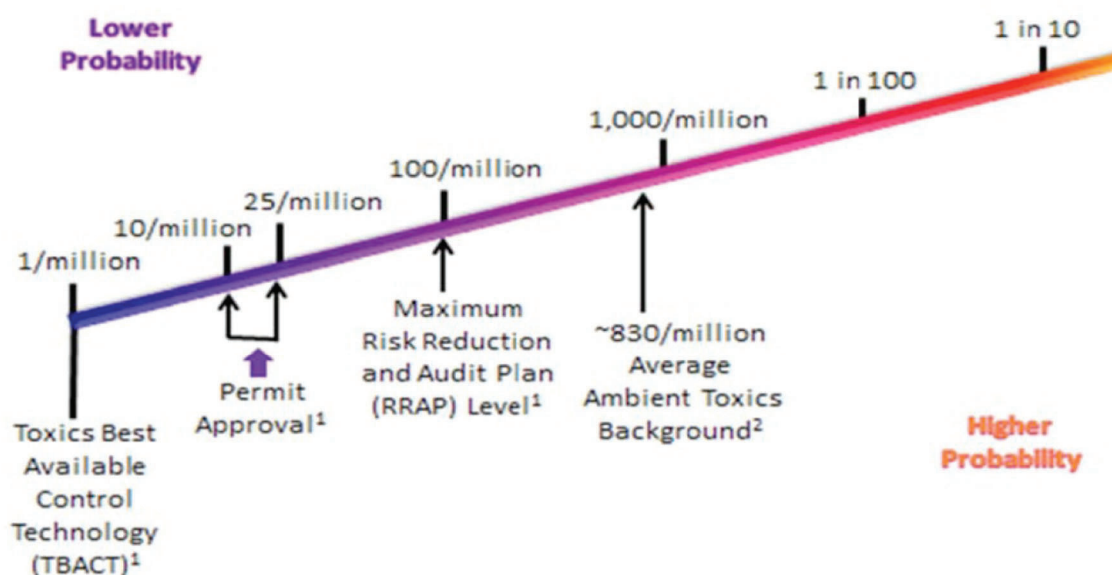 Lower
Probability
1 in 10
1 in 100
1,000/million
100/million
25/million
10/million
1/million
Maximum
Risk Reduction
and Audit Plan
(RRAP) Level¹
~830/million
Average
Ambient Toxics
Background²
Permit
Approval¹
Toxics Best
Available
Control
Technology
(TBACT)¹
Higher
Probability